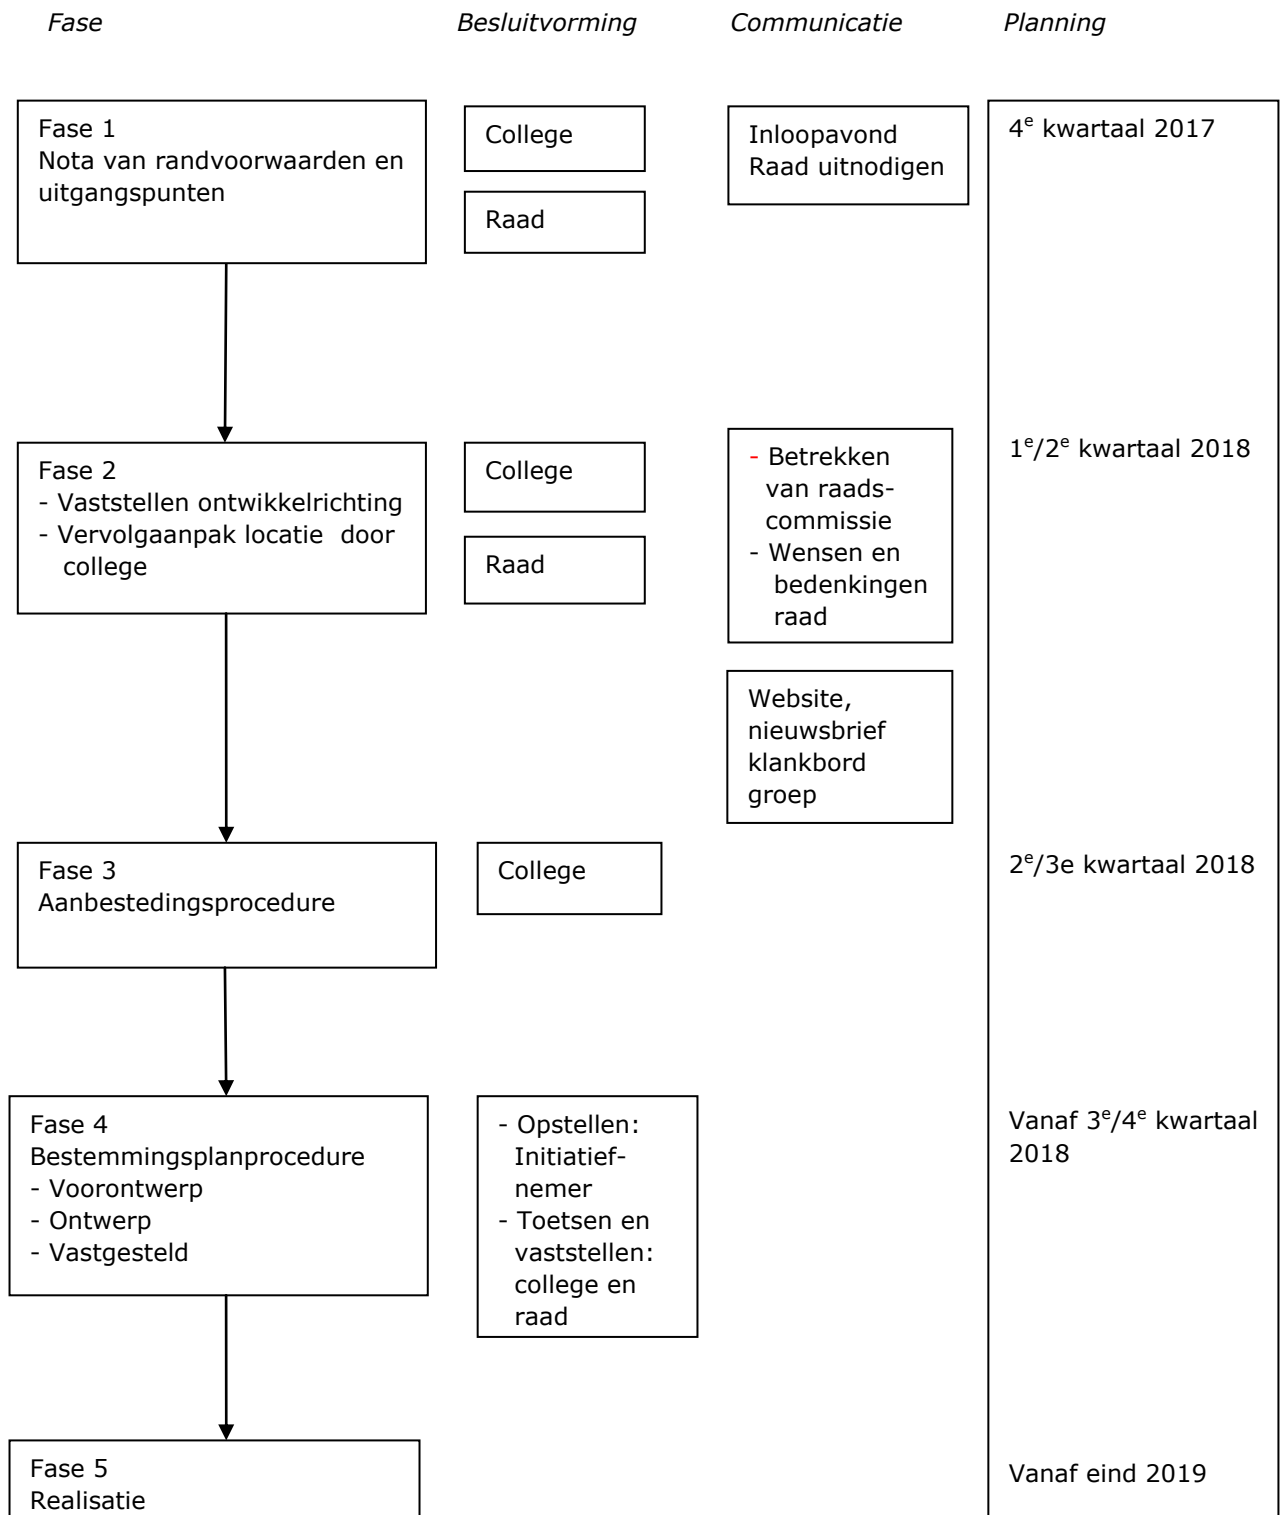 Fase Besluitvorming Communicatie Planning
Fase 1
Nota van randvoorwaarden en
uitgangspunten
College
Raad
Inloopavond
Raad uitnodigen
4e kwartaal 2017
Fase 2
- Vaststellen ontwikkelrichting
- Vervolgaanpak locatie door
college
College
Raad
- Betrekken
van raads-
commissie
- Wensen en
bedenkingen
raad
Website,
nieuwsbrief
klankbord
groep
1e/2e kwartaal 2018
Fase 3
Aanbestedingsprocedure
College
2e/3e kwartaal 2018
Fase 4
Bestemmingsplanprocedure
- Voorontwerp
- Ontwerp
- Vastgesteld
- Opstellen:
Initiatief-
nemer
- Toetsen en
vaststellen:
college en
raad
Vanaf 3e/4e kwartaal
2018
Fase 5
Realisatie
Vanaf eind 2019